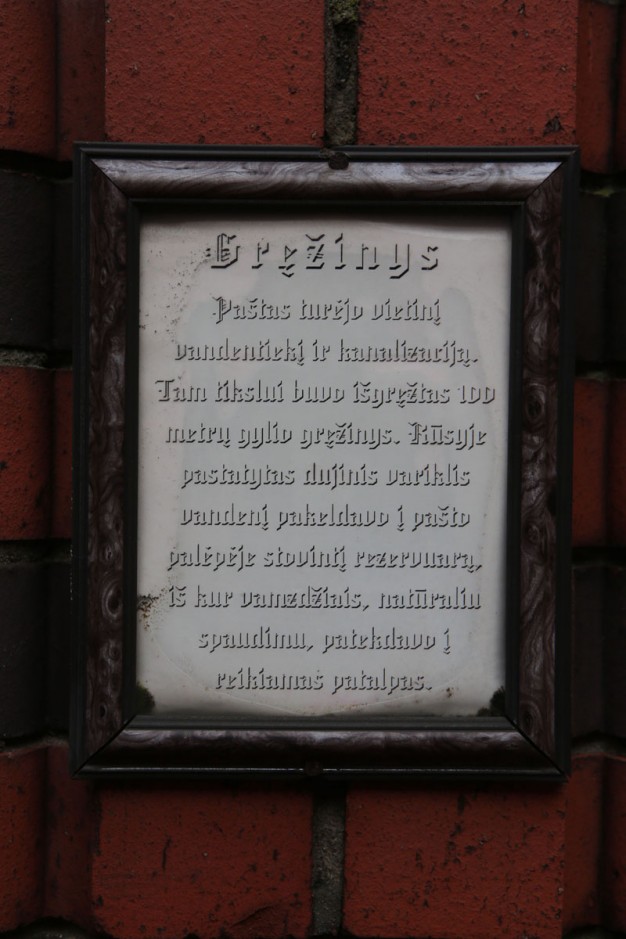 Gręžinys
Paštas turėjo vietinį
vandentiekį ir kanalizaciją.
Tam tikslui buvo išgręžtas 100
metrų gylio gręžinys. Rūsyje
pastatytas dujinis variklis
vandenį pakeldavo į pašto
palėpėje stovintį rezervuarą,
iš kur vamzdžiais, natūraliu
spaudimu, patekdavo į
reikiamas patalpas.